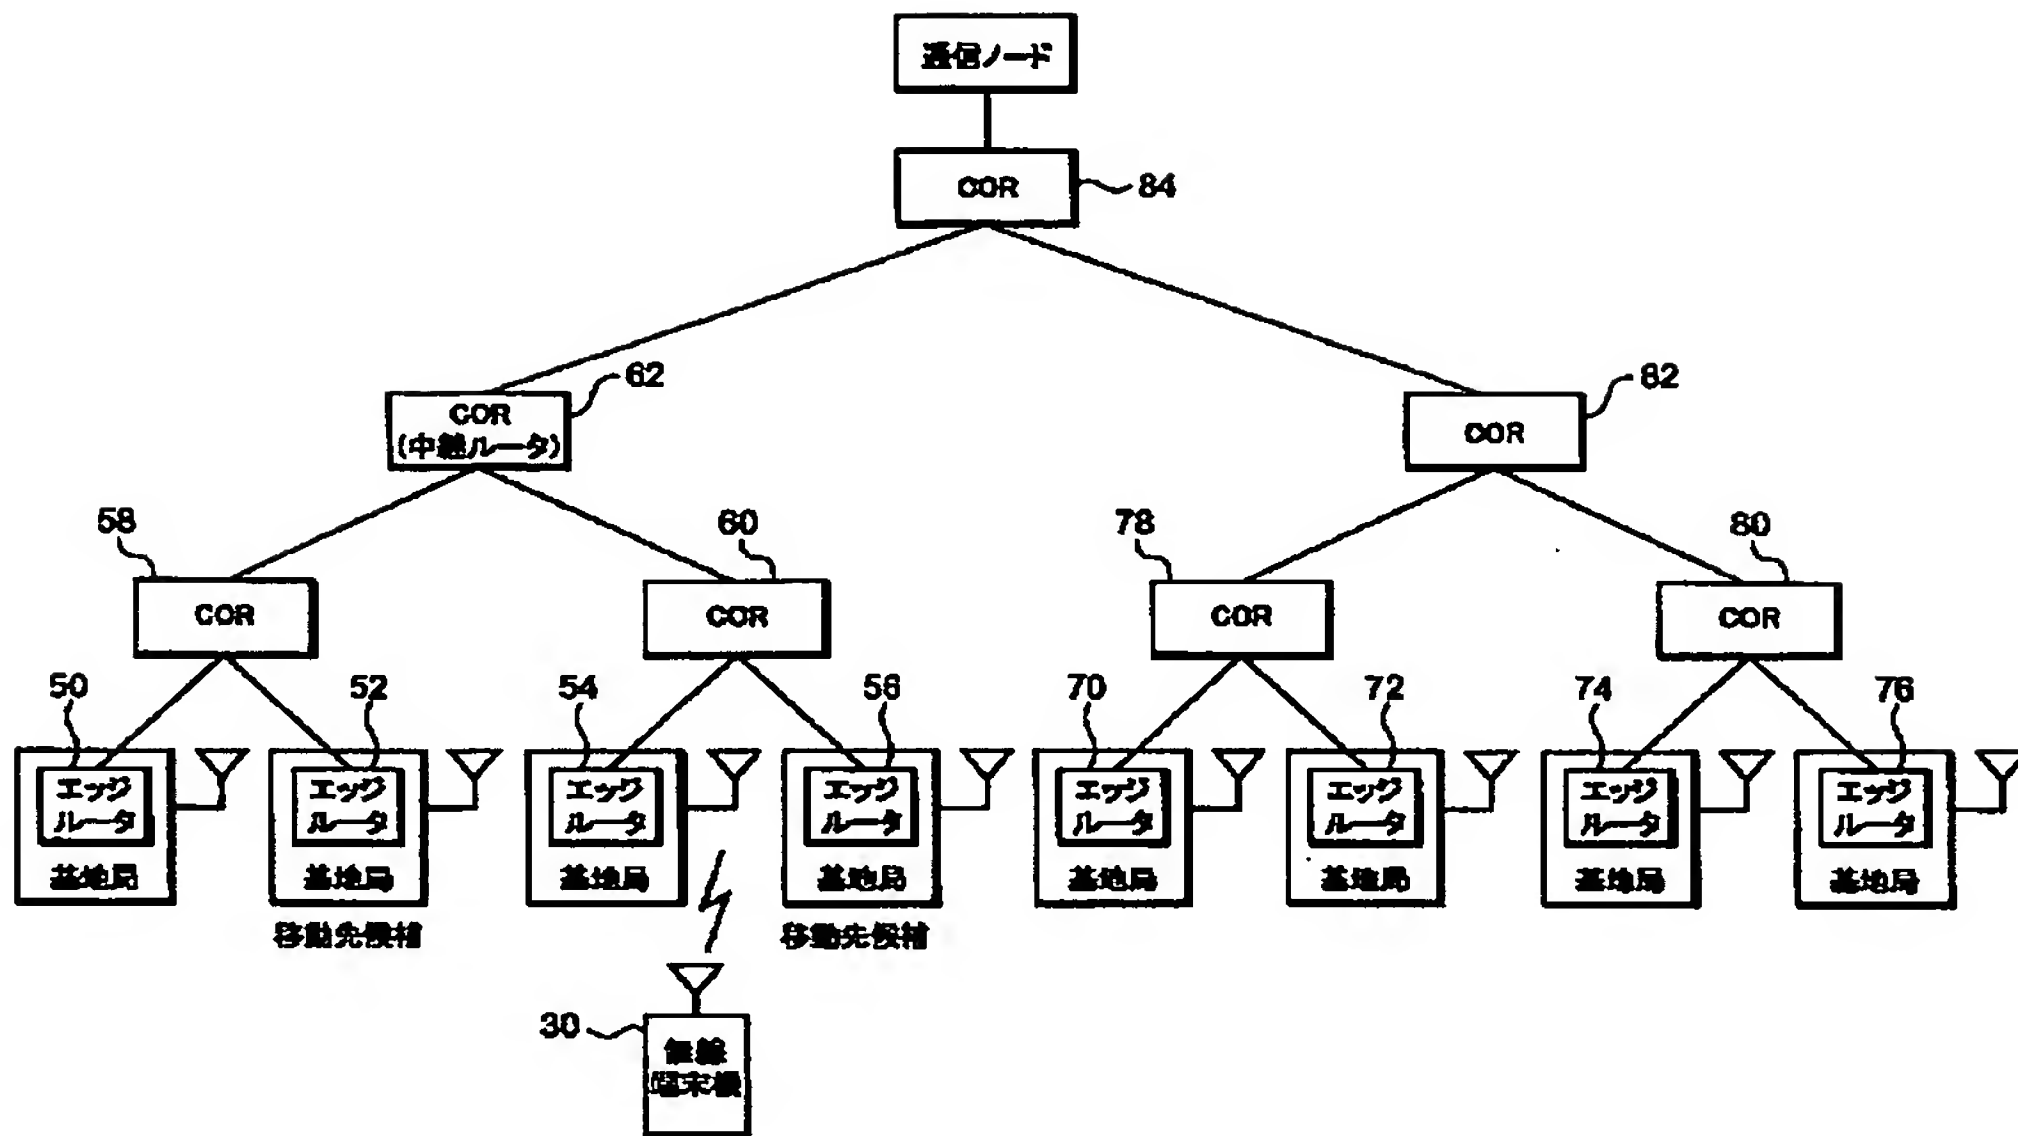 通信ノード
COR
84
62
COR
(中継ルータ)
82
COR
58
60
78
80
COR
COR
COR
COR
50
52
54
56
70
72
74
76
エッジ
ルータ
基地局
エッジ
ルータ
基地局
移動先候補
エッジ
ルータ
基地局
エッジ
ルータ
基地局
移動先候補
エッジ
ルータ
基地局
エッジ
ルータ
基地局
エッジ
ルータ
基地局
エッジ
ルータ
基地局
30
無線
端末機